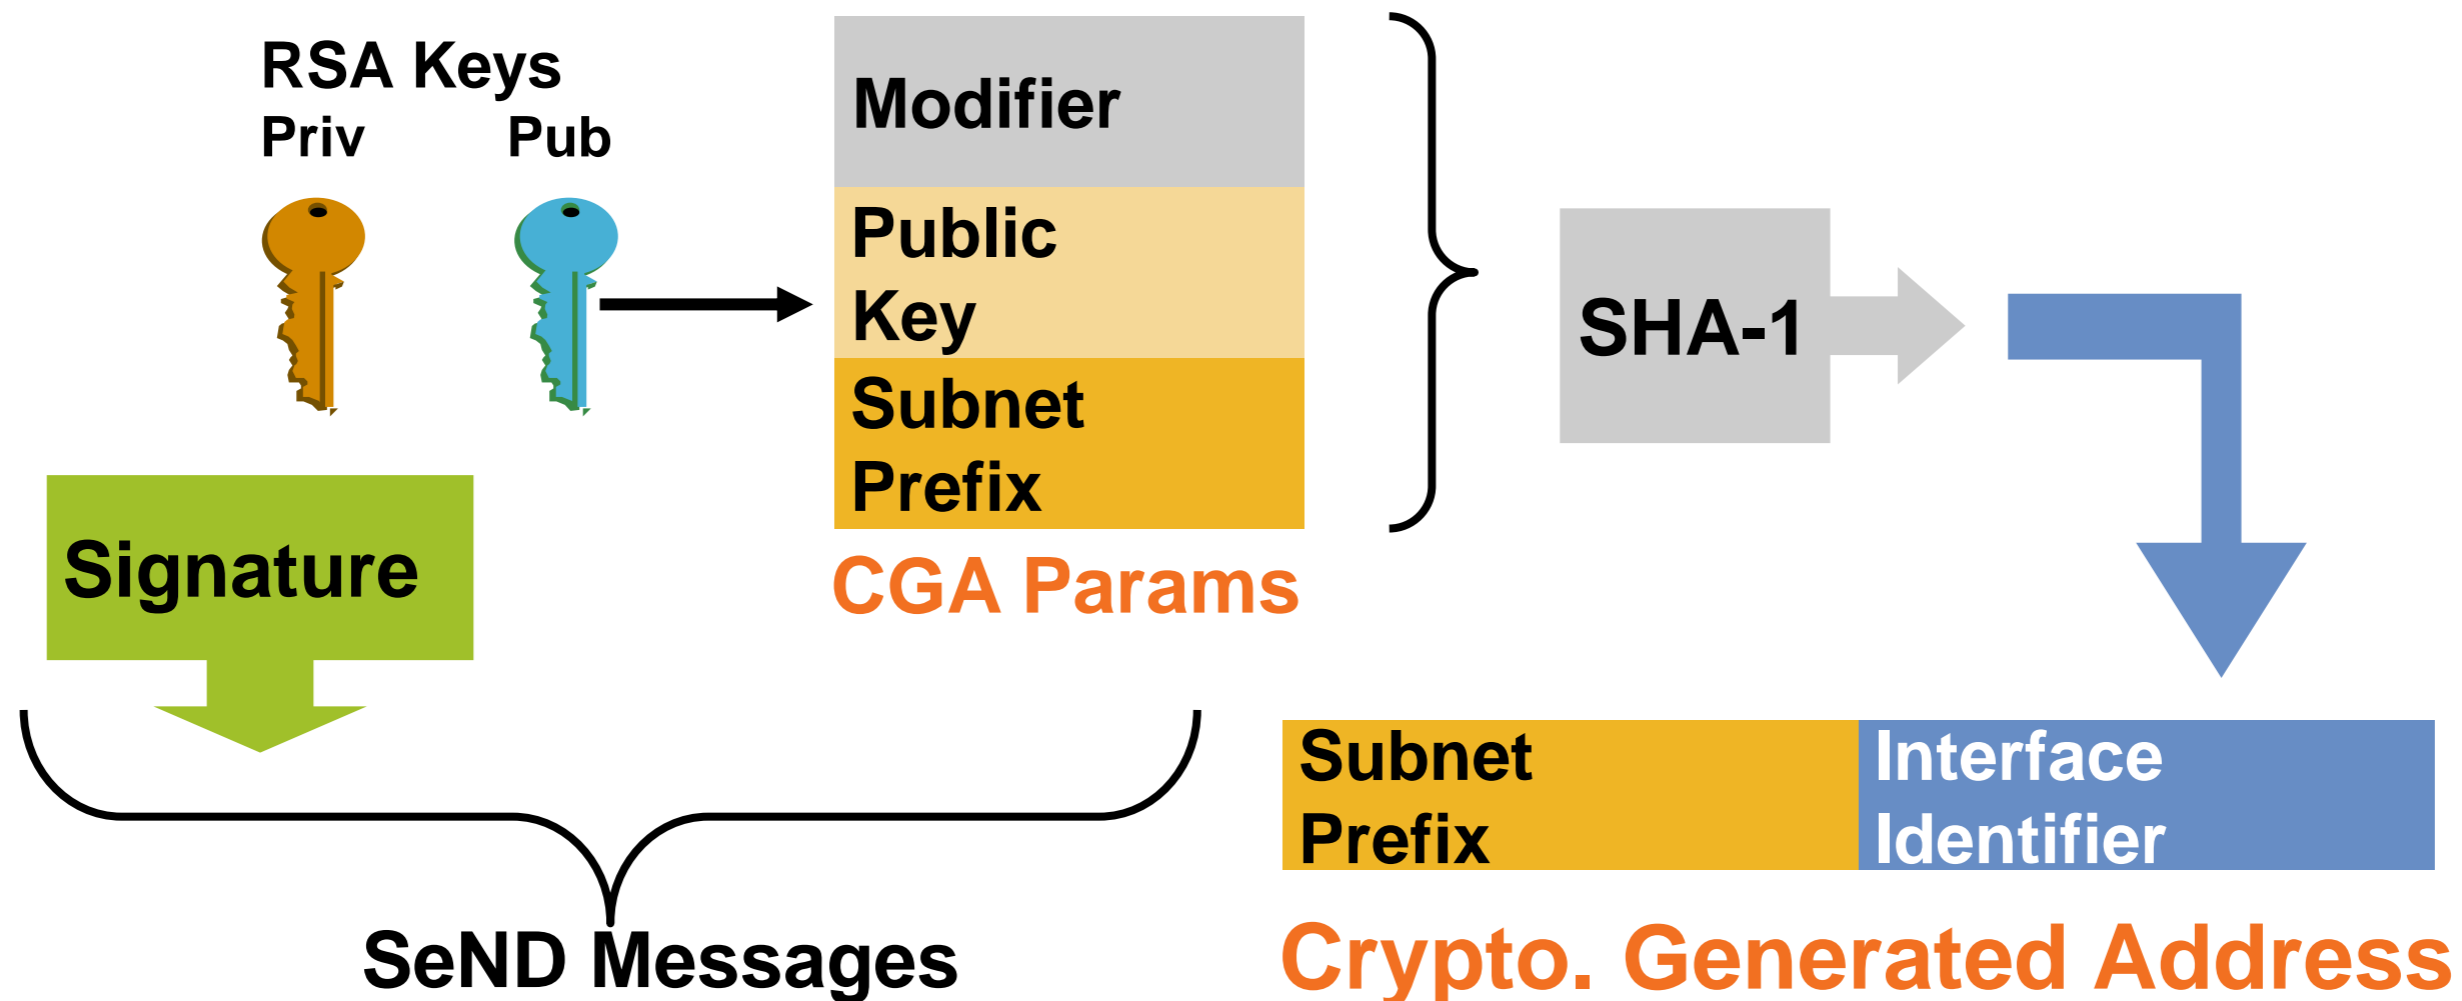 RSA Keys
Priv Pub
Modifier
Public
Key
Subnet
Prefix
CGA Params
SHA-1
Signature
SeND Messages
Subnet
Prefix
Interface
Identifier
Crypto. Generated Address